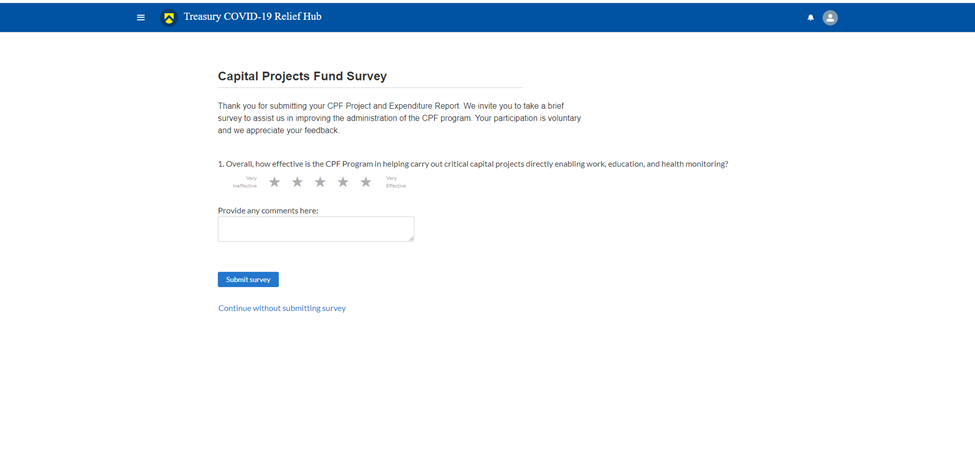 Treasury COVID-19 Relief Hub
Capital Projects Fund Survey
Thank you for submitting your CPF Project and Expenditure Report. We invite you to take a brief
survey to assist us in improving the administration of the CPF program. Your participation is voluntary
and we appreciate your feedback.
1. Overall, how effective is the CPF Program in helping carry out critical capital projects directly enabling work, education, and health monitoring?
Very
Ineffective
Very
Effective
Provide any comments here:
Submit survey
Continue without submitting survey